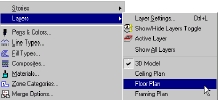 Stories
Layers
Pens & Colors...
Line Types...
Fill Types...
Composites...
Materials...
Zone Categories...
Merge Options...
Layer Settings... Ctrl+L
Show/Hide Layers Toggle
Active Layer
Show All Layers
3D Model
Ceiling Plan
Floor Plan
Framing Plan